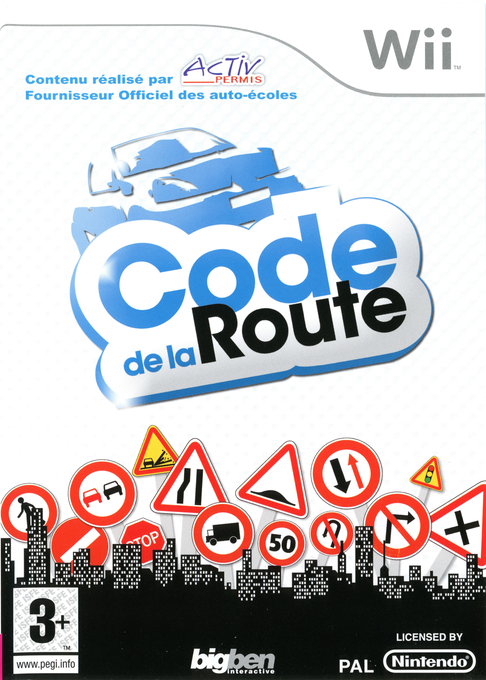 Wii™
Contenu réalisé par ACTIV PERMIS
Fournisseur Officiel des auto-écoles
Code
de la Route
STOP
50
3+
www.pegi.info
bigben
interactive
PAL
LICENSED BY
Nintendo